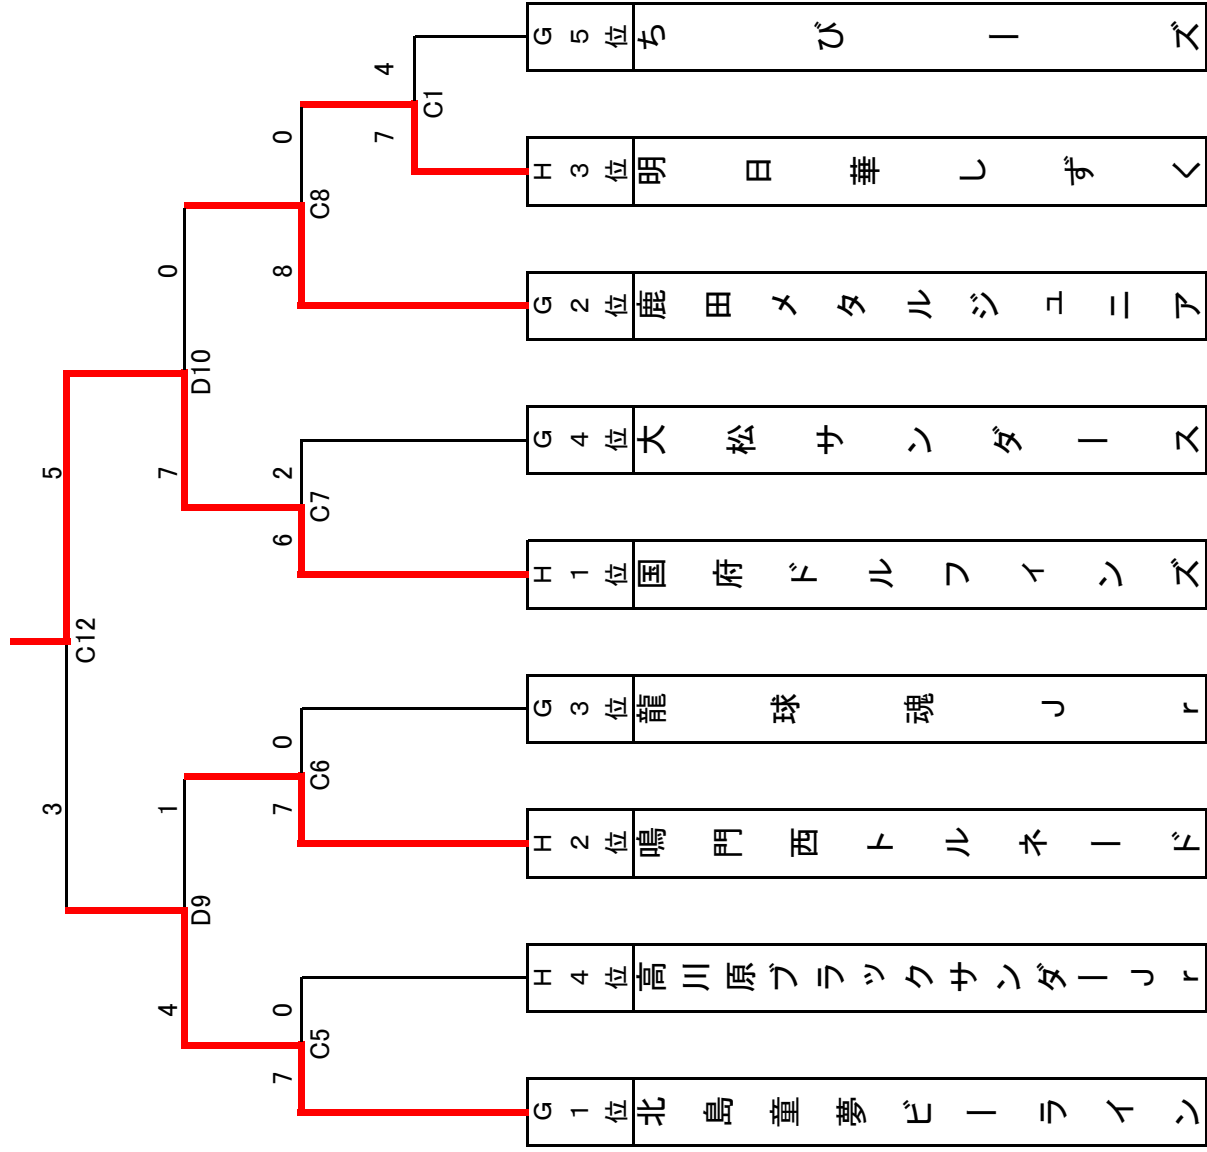 G5位 ちびーズ
H3位 明日華しずく
G2位 鹿田メタルジュニア
G4位 大松サンダース
H1位 国府ドルフィンズ
G3位 龍球魂Jr
H2位 鳴門西トルネード
H4位 高川原ブラックサンダーJr
G1位 北島童夢ビーライン
4
C1
7
0
C8
8
0
D10
7
2
C7
6
5
C12
3
0
C6
7
1
D9
4
0
C5
7